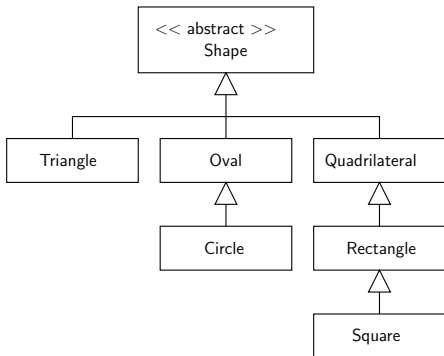 << abstract >>
Shape
Triangle
Oval
Quadrilateral
Circle
Rectangle
Square